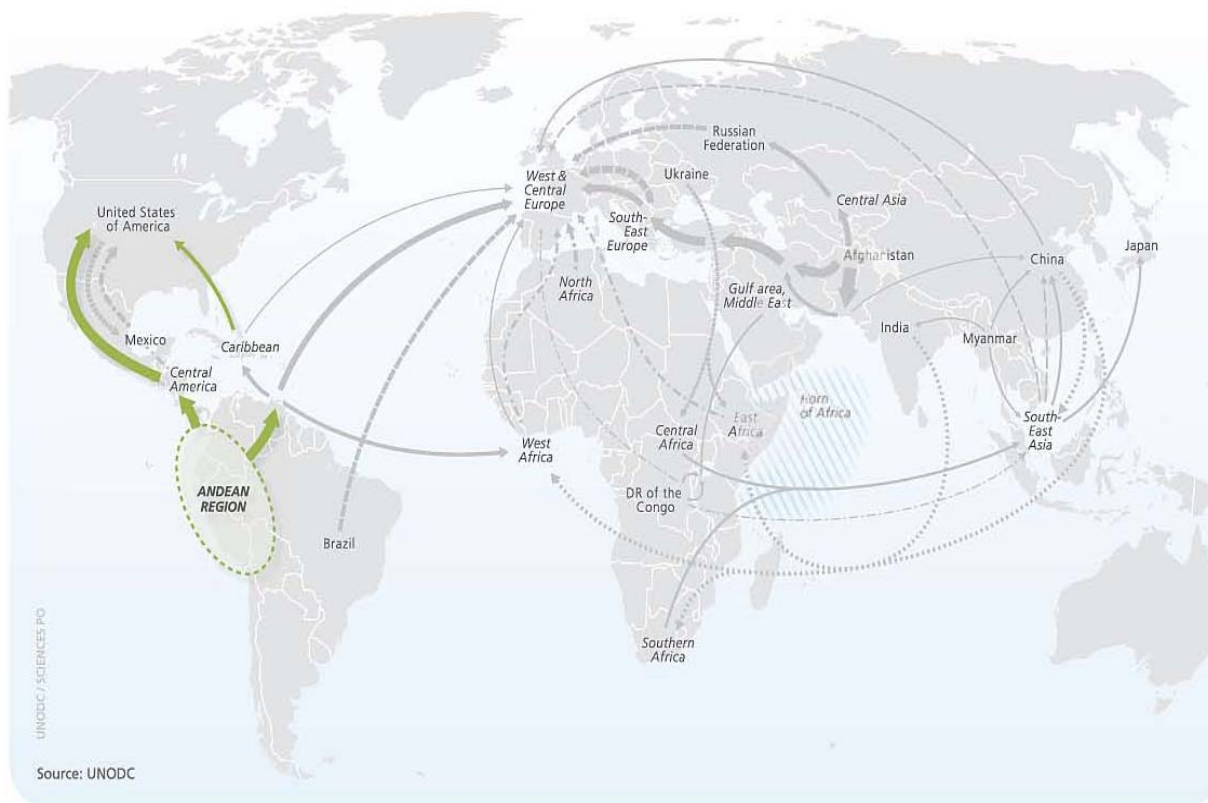 Russian
Federation
West &
Central
Europe
Ukraine
Central Asia
United States
of America
South-
East
Europe
Afghanistan
Japan
China
North
Africa
Gulf area,
Middle East
Mexico
Caribbean
India
Myanmar
Central
America
Horn
of Africa
East
Africa
South-
East
Asia
West
Africa
Central
Africa
ANDEAN
REGION
DR of the
Congo
Brazil
Southern
Africa
UNODC / SCIENCES PO
Source: UNODC